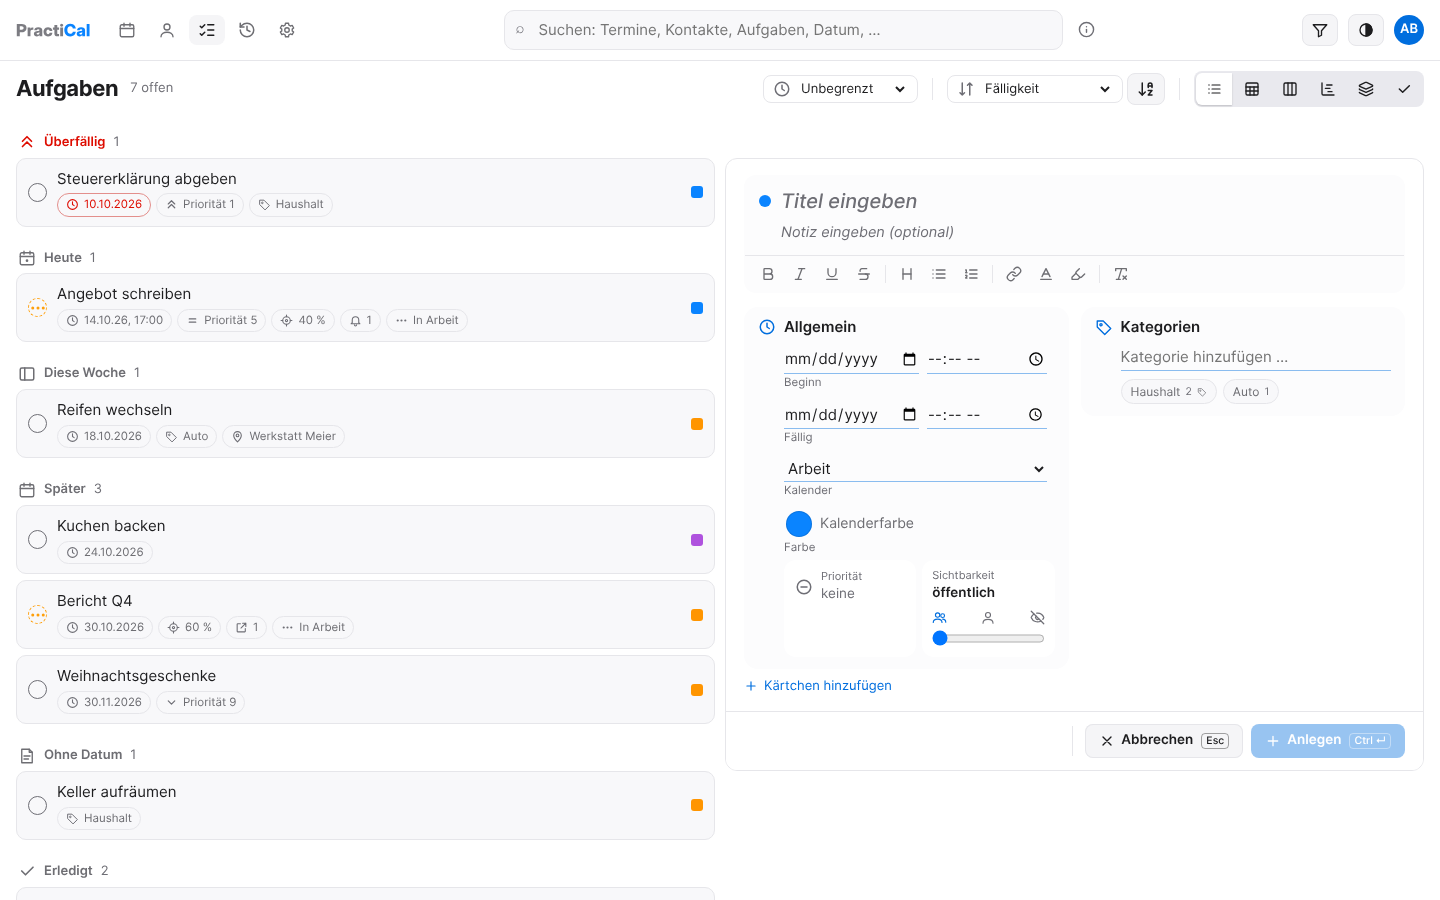 PractiCal
Suchen: Termine, Kontakte, Aufgaben, Datum, ...
AB
Aufgaben 7 offen
Unbegrenzt
Fälligkeit
Überfällig 1
Steuererklärung abgeben
10.10.2026 Priorität 1 Haushalt
Heute 1
Angebot schreiben
14.10.26, 17:00 Priorität 5 40 % 1 In Arbeit
Diese Woche 1
Reifen wechseln
18.10.2026 Auto Werkstatt Meier
Später 3
Kuchen backen
24.10.2026
Bericht Q4
30.10.2026 60 % 1 In Arbeit
Weihnachtsgeschenke
30.11.2026 Priorität 9
Ohne Datum 1
Keller aufräumen
Haushalt
Erledigt 2
Titel eingeben
Notiz eingeben (optional)
Allgemein
mm/dd/yyyy --:-- --
Beginn
mm/dd/yyyy --:-- --
Fällig
Arbeit
Kalender
Kalenderfarbe
Farbe
Priorität
keine
Sichtbarkeit
öffentlich
Kategorien
Kategorie hinzufügen ...
Haushalt 2 Auto 1
Kärtchen hinzufügen
Abbrechen Esc
Anlegen Ctrl ↵